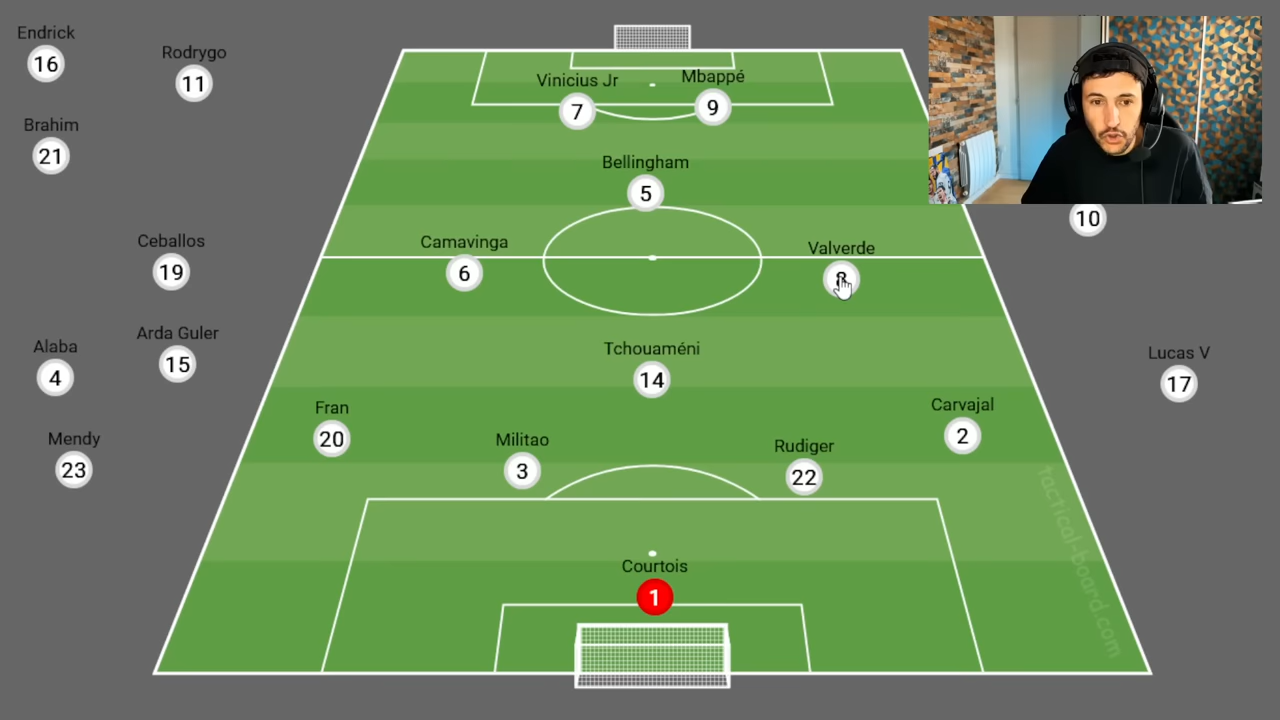 Endrick
16
Rodrygo
11
Brahim
21
Vinicius Jr
7
Mbappé
9
Bellingham
5
10
Ceballos
19
Camavinga
6
Valverde
Alaba
4
Arda Guler
15
Tchouaméni
14
Lucas V
17
Fran
20
Carvajal
2
Mendy
23
Militao
3
Rudiger
22
Courtois
1
tactical-board.com